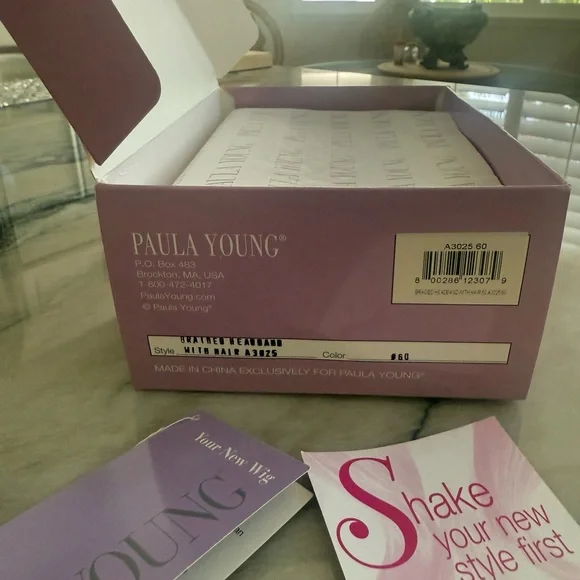 PAULA YOUNG®
P.O. Box 483
Brockton, MA, USA
1-800-472-4017
PaulaYoung.com
© Paula Young®
A3025 60
8 00286 12307 9
BRAIDED HEADBAND
Style WITH HAIR A3025 Color #60
MADE IN CHINA EXCLUSIVELY FOR PAULA YOUNG®
Your New Wig
YOUNG
Shake
your new
style first